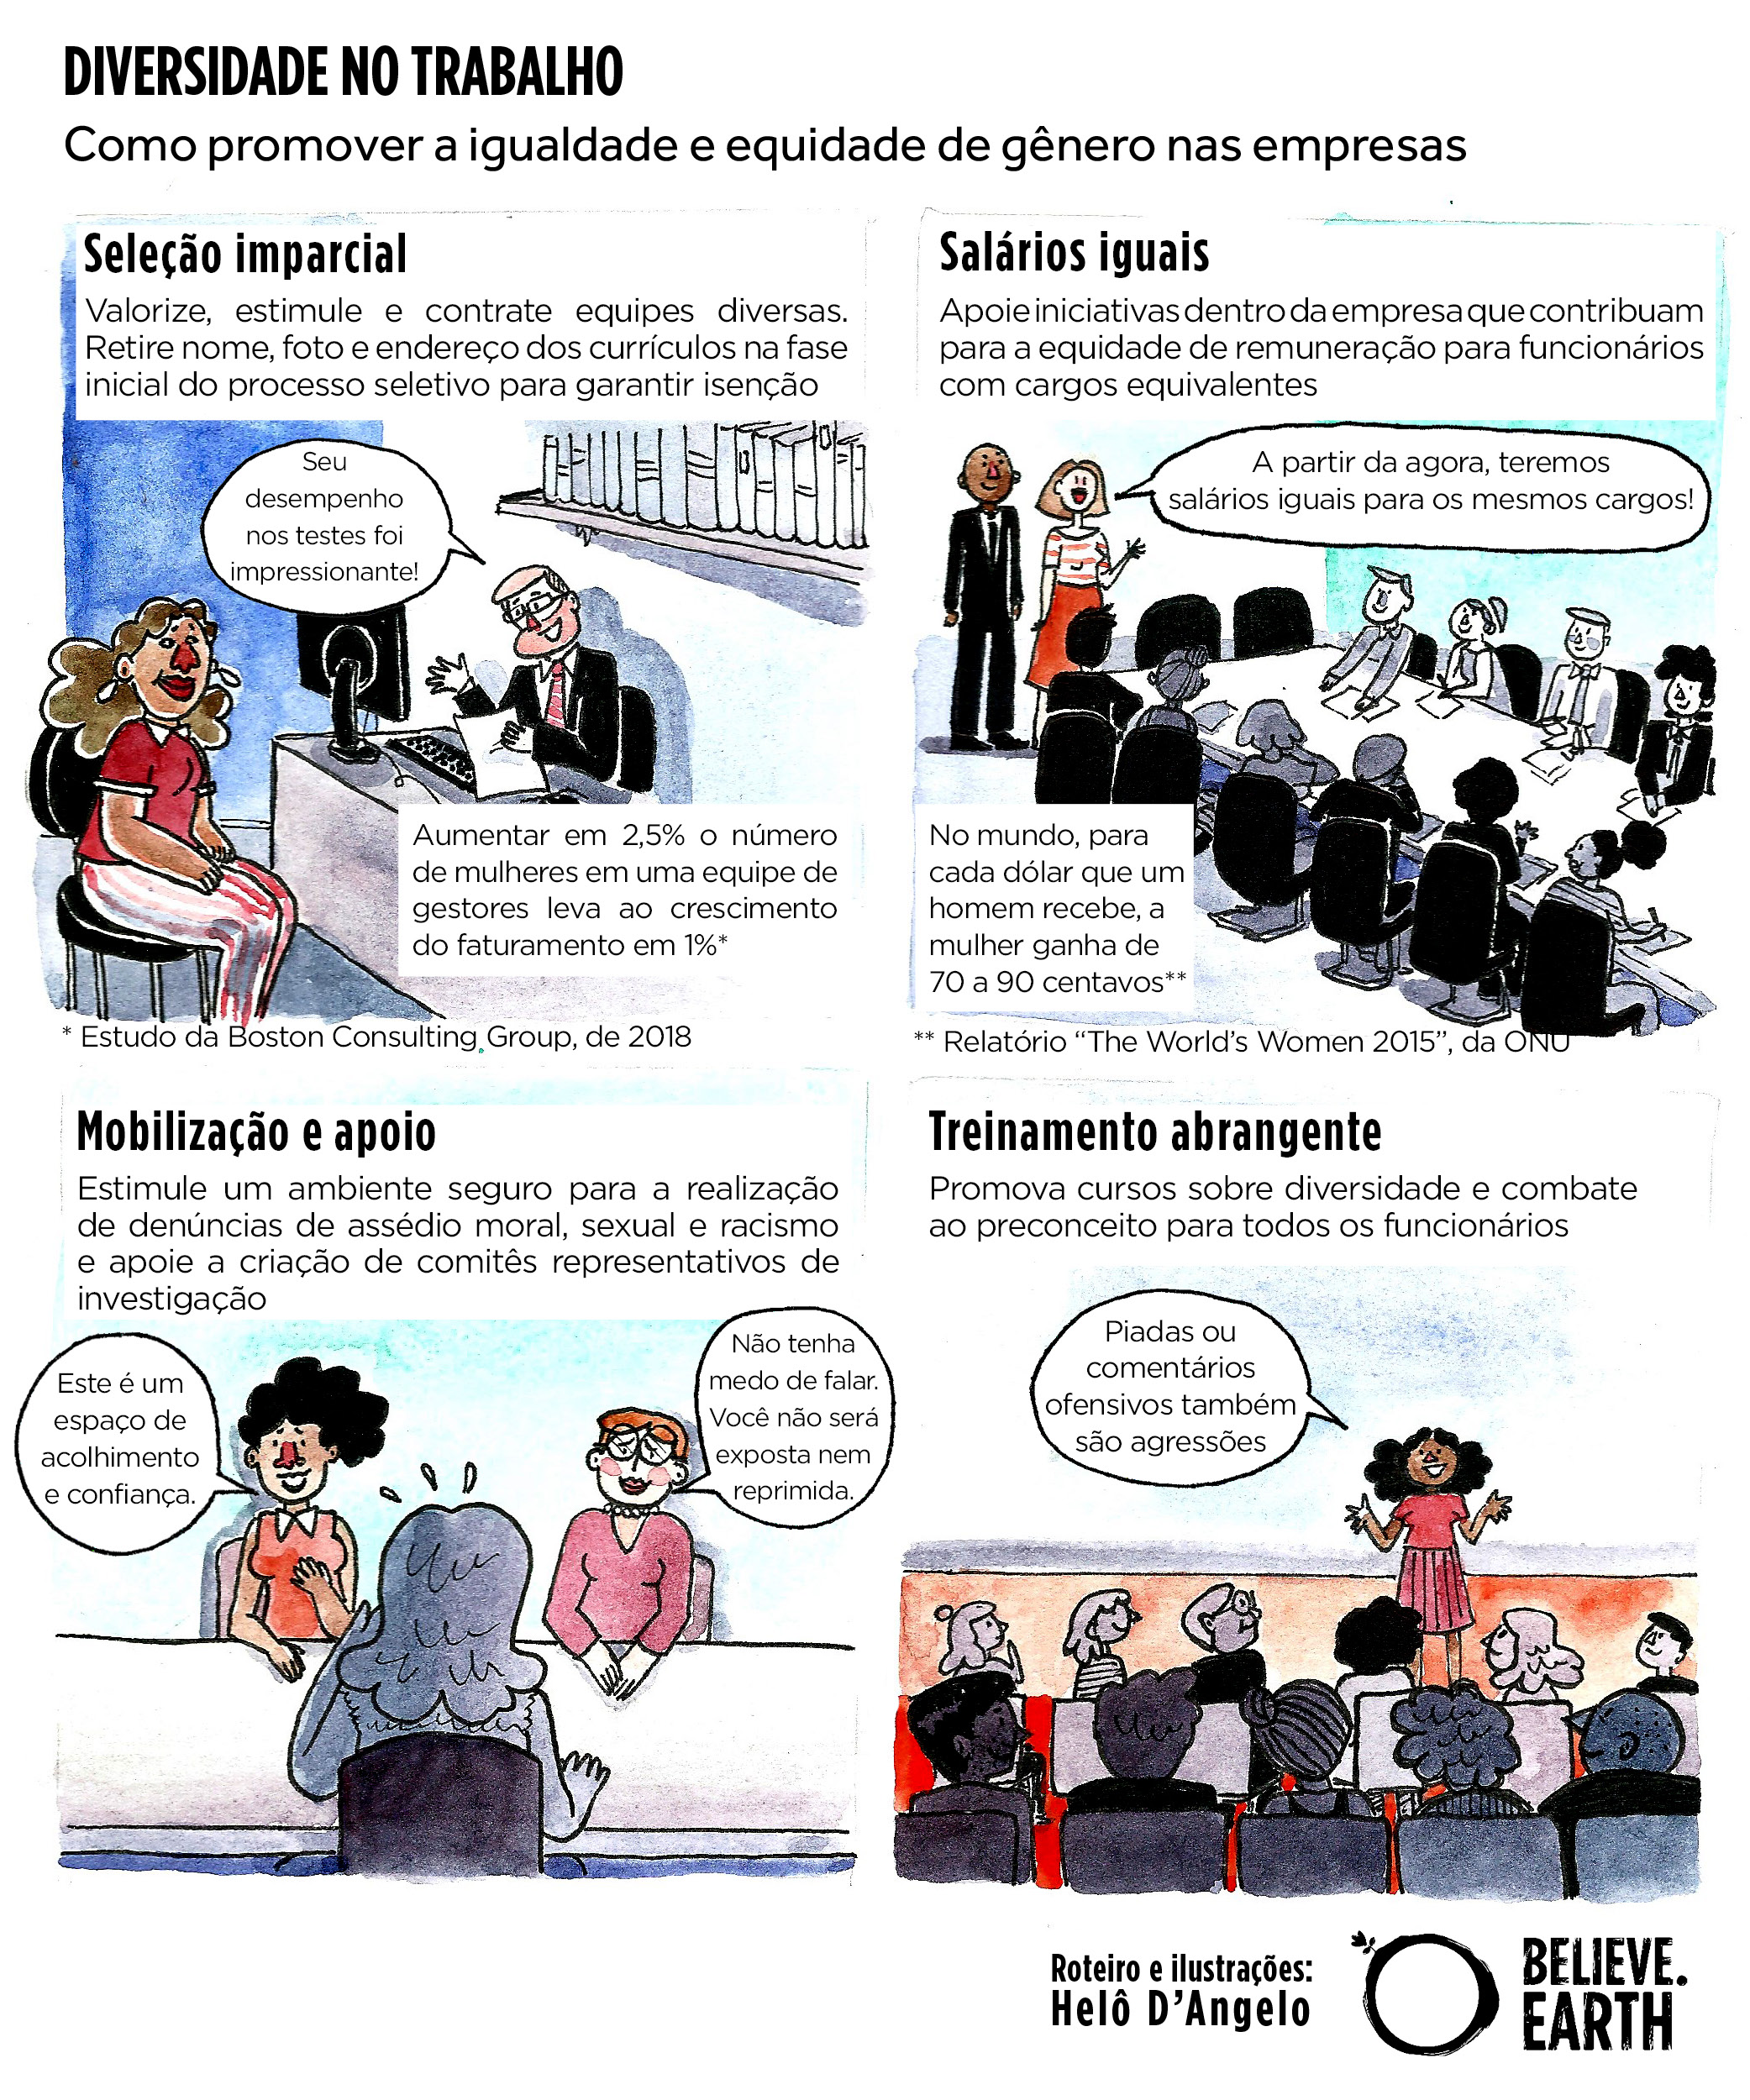 DIVERSIDADE NO TRABALHO
Como promover a igualdade e equidade de gênero nas empresas
Seleção imparcial
Valorize, estimule e contrate equipes diversas.
Retire nome, foto e endereço dos currículos na fase
inicial do processo seletivo para garantir isenção
Seu
desempenho
nos testes foi
impressionante!
Aumentar em 2,5% o número
de mulheres em uma equipe de
gestores leva ao crescimento
do faturamento em 1%*
* Estudo da Boston Consulting Group, de 2018
Salários iguais
Apoie iniciativas dentro da empresa que contribuam
para a equidade de remuneração para funcionários
com cargos equivalentes
A partir da agora, teremos
salários iguais para os mesmos cargos!
No mundo, para
cada dólar que um
homem recebe, a
mulher ganha de
70 a 90 centavos**
** Relatório “The World’s Women 2015”, da ONU
Mobilização e apoio
Estimule um ambiente seguro para a realização
de denúncias de assédio moral, sexual e racismo
e apoie a criação de comitês representativos de
investigação
Este é um
espaço de
acolhimento
e confiança.
Não tenha
medo de falar.
Você não será
exposta nem
reprimida.
Treinamento abrangente
Promova cursos sobre diversidade e combate
ao preconceito para todos os funcionários
Piadas ou
comentários
ofensivos também
são agressões
Roteiro e ilustrações:
Helô D’Angelo
BELIEVE.
EARTH